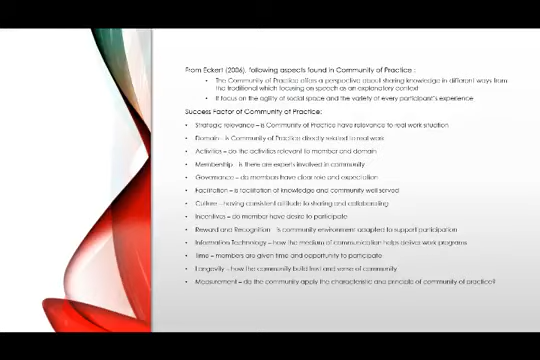 From Eckert (2006), following aspects found in Community of Practice :
• The Community of Practice offers a perspective about sharing knowledge in different ways from
the traditional which focusing on speech as an explanatory context
• It focus on the agility of social space and the variety of every participant's experience
Success Factor of Community of Practice:
• Strategic relevance – is Community of Practice have relevance to real work situation
• Domain – is Community of Practice directly related to real work
• Activities – do the activities relevant to member and domain
• Membership – is there are experts involved in community
• Governance – do member have clear role and expectation
• Facilitation – is facilitation of knowledge and community well served
• Culture – having consistent attitude to sharing and collaborating
• Incentives – do member have desire to participate
• Reward and Recognition – is community environment adapted to support participation
• Information Technology – how the medium of communication helps deliver work programs
• Time – members are given time and opportunity to participate
• Longevity – how the community build trust and sense of community
• Measurement – do the community apply the characteristic and principle of community of practice?